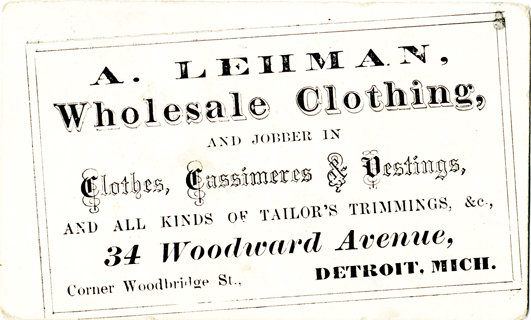 A. LEHMAN,
Wholesale Clothing,
AND JOBBER IN
Clothes, Cassimeres & Vestings,
AND ALL KINDS OF TAILOR'S TRIMMINGS, &c.,
34 Woodward Avenue,
Corner Woodbridge St., DETROIT, MICH.